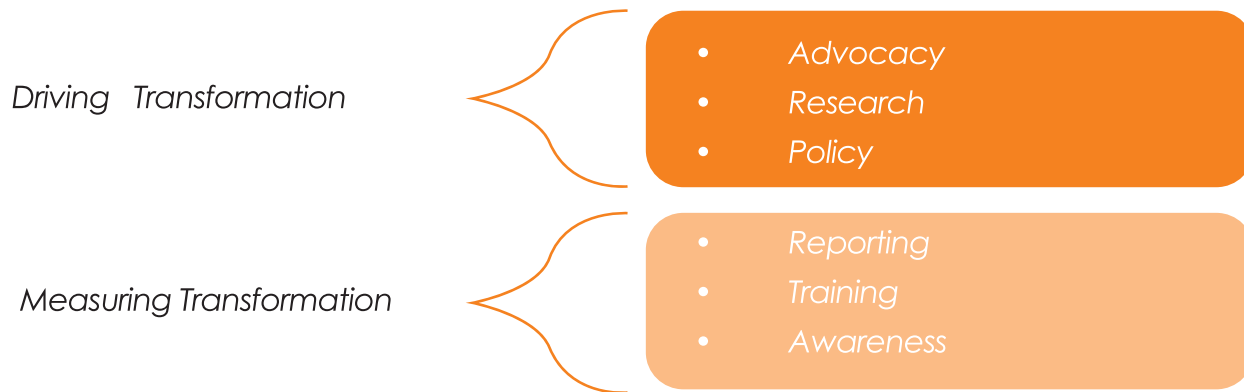 Driving Transformation
• Advocacy
• Research
• Policy
Measuring Transformation
• Reporting
• Training
• Awareness